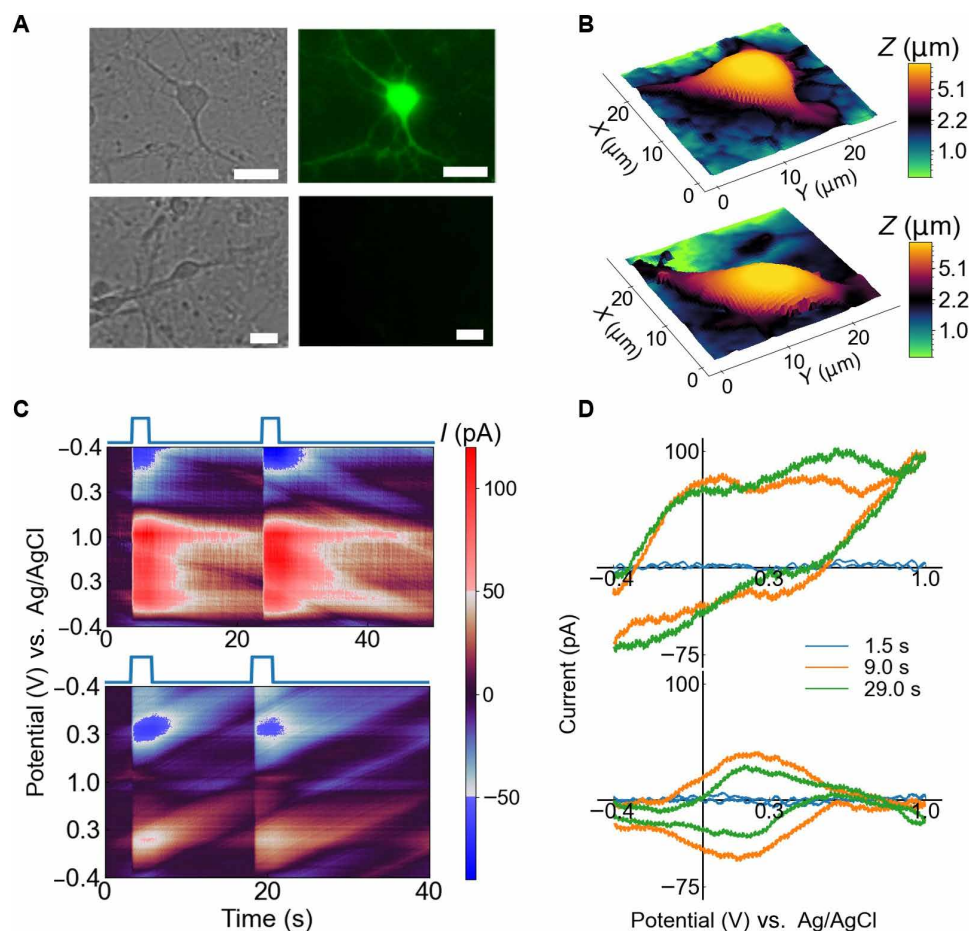 A
B
Z (µm)
5.1
2.2
1.0
20
10
0
X (µm)
0
10
20
Y (µm)
Z (µm)
5.1
2.2
1.0
20
10
0
X (µm)
0
10
20
Y (µm)
C
I (pA)
−0.4
0.3
1.0
0.3
−0.4
0
20
40
100
50
0
−50
−0.4
0.3
1.0
0.3
−0.4
0
20
40
Potential (V) vs. Ag/AgCl
Time (s)
D
100
−0.4
0.3
1.0
−75
1.5 s
9.0 s
29.0 s
100
−0.4
0.3
1.0
−75
Current (pA)
Potential (V) vs. Ag/AgCl